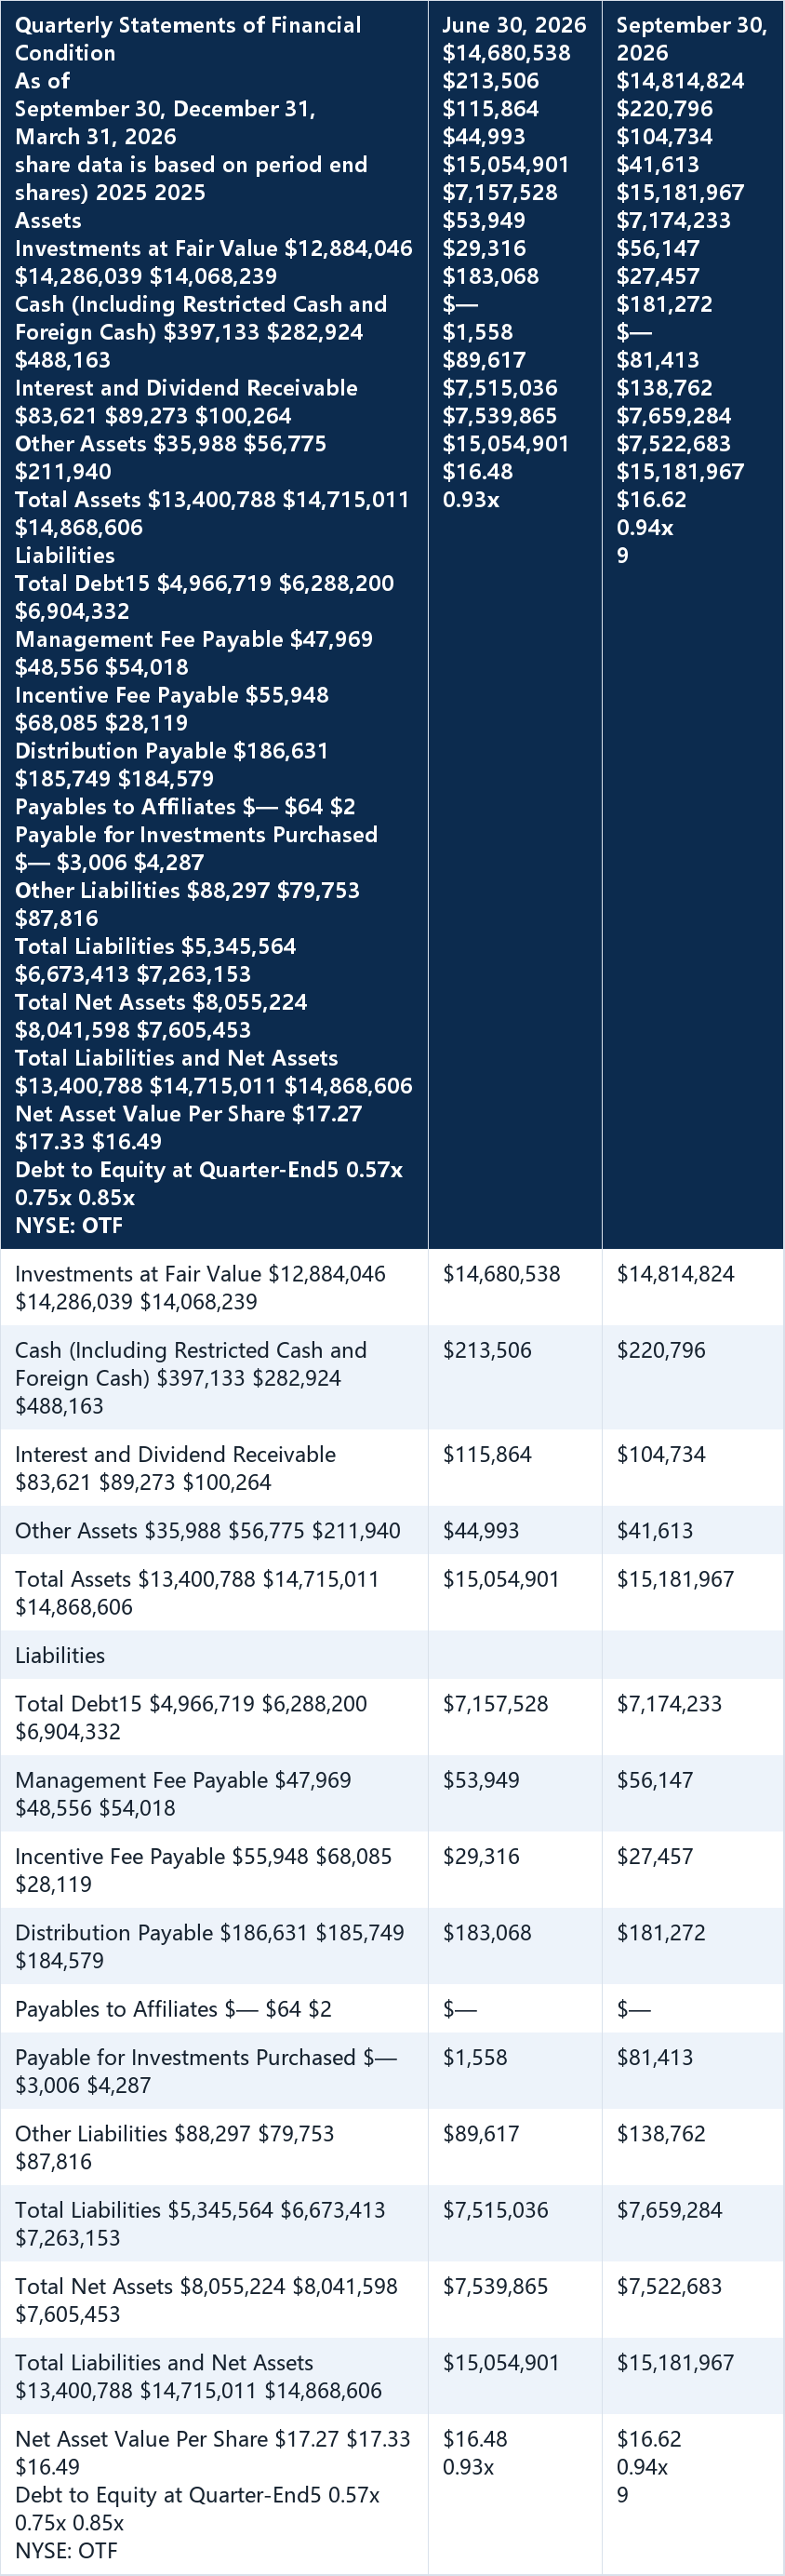 Quarterly Statements of Financial
Condition
As of
September 30, December 31,
March 31, 2026
share data is based on period end
shares) 2025 2025
Assets
Investments at Fair Value $12,884,046
$14,286,039 $14,068,239
Cash (Including Restricted Cash and
Foreign Cash) $397,133 $282,924
$488,163
Interest and Dividend Receivable
$83,621 $89,273 $100,264
Other Assets $35,988 $56,775
$211,940
Total Assets $13,400,788 $14,715,011
$14,868,606
Liabilities
Total Debt15 $4,966,719 $6,288,200
$6,904,332
Management Fee Payable $47,969
$48,556 $54,018
Incentive Fee Payable $55,948
$68,085 $28,119
Distribution Payable $186,631
$185,749 $184,579
Payables to Affiliates $— $64 $2
Payable for Investments Purchased
$— $3,006 $4,287
Other Liabilities $88,297 $79,753
$87,816
Total Liabilities $5,345,564
$6,673,413 $7,263,153
Total Net Assets $8,055,224
$8,041,598 $7,605,453
Total Liabilities and Net Assets
$13,400,788 $14,715,011 $14,868,606
Net Asset Value Per Share $17.27
$17.33 $16.49
Debt to Equity at Quarter-End5 0.57x
0.75x 0.85x
NYSE: OTF
June 30, 2026
$14,680,538
$213,506
$115,864
$44,993
$15,054,901
$7,157,528
$53,949
$29,316
$183,068
$—
$1,558
$89,617
$7,515,036
$7,539,865
$15,054,901
$16.48
0.93x
September 30,
2026
$14,814,824
$220,796
$104,734
$41,613
$15,181,967
$7,174,233
$56,147
$27,457
$181,272
$—
$81,413
$138,762
$7,659,284
$7,522,683
$15,181,967
$16.62
0.94x
9
Investments at Fair Value $12,884,046
$14,286,039 $14,068,239
$14,680,538
$14,814,824
Cash (Including Restricted Cash and
Foreign Cash) $397,133 $282,924
$488,163
$213,506
$220,796
Interest and Dividend Receivable
$83,621 $89,273 $100,264
$115,864
$104,734
Other Assets $35,988 $56,775 $211,940
$44,993
$41,613
Total Assets $13,400,788 $14,715,011
$14,868,606
$15,054,901
$15,181,967
Liabilities
Total Debt15 $4,966,719 $6,288,200
$6,904,332
$7,157,528
$7,174,233
Management Fee Payable $47,969
$48,556 $54,018
$53,949
$56,147
Incentive Fee Payable $55,948 $68,085
$28,119
$29,316
$27,457
Distribution Payable $186,631 $185,749
$184,579
$183,068
$181,272
Payables to Affiliates $— $64 $2
$—
$—
Payable for Investments Purchased $—
$3,006 $4,287
$1,558
$81,413
Other Liabilities $88,297 $79,753
$87,816
$89,617
$138,762
Total Liabilities $5,345,564 $6,673,413
$7,263,153
$7,515,036
$7,659,284
Total Net Assets $8,055,224 $8,041,598
$7,605,453
$7,539,865
$7,522,683
Total Liabilities and Net Assets
$13,400,788 $14,715,011 $14,868,606
$15,054,901
$15,181,967
Net Asset Value Per Share $17.27 $17.33
$16.49
Debt to Equity at Quarter-End5 0.57x
0.75x 0.85x
NYSE: OTF
$16.48
0.93x
$16.62
0.94x
9